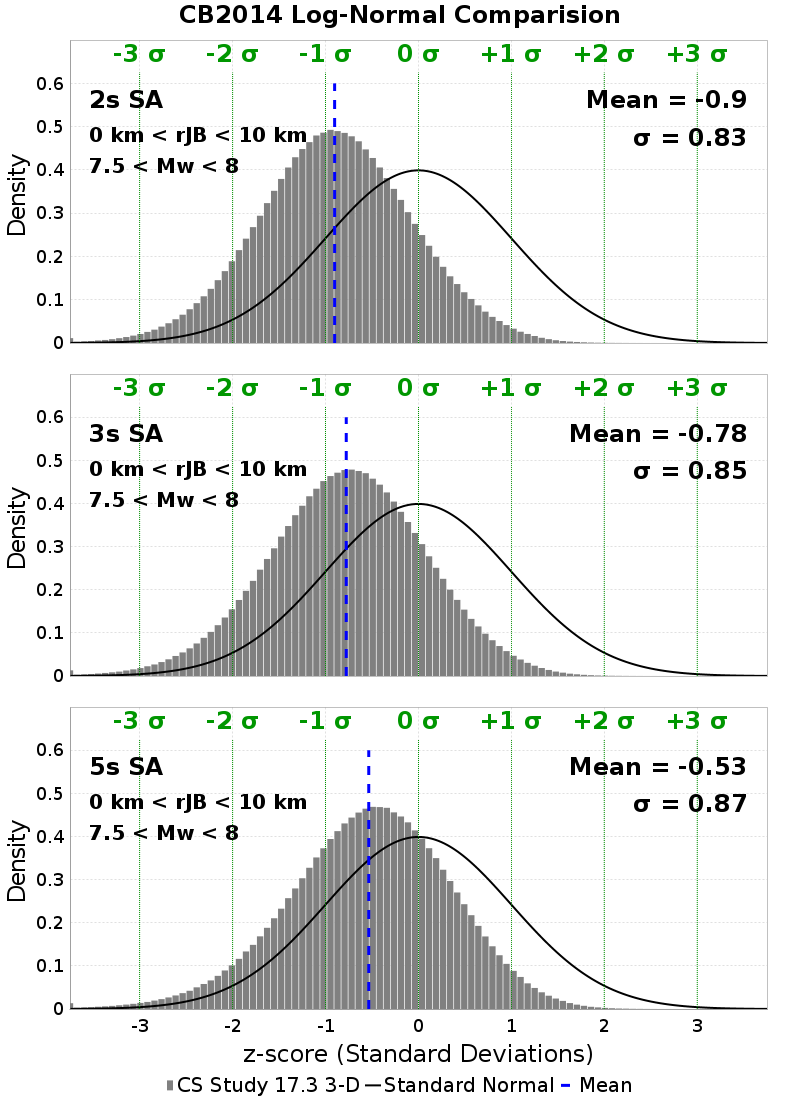 CB2014 Log-Normal Comparision
-3 σ -2 σ -1 σ 0 σ +1 σ +2 σ +3 σ
0.6
2s SA Mean = -0.9
0.5
0 km < rJB < 10 km σ = 0.83
7.5 < Mw < 8
0.4
Density
0.3
0.2
0.1
0
-3 σ -2 σ -1 σ 0 σ +1 σ +2 σ +3 σ
0.6
3s SA Mean = -0.78
0.5
0 km < rJB < 10 km σ = 0.85
7.5 < Mw < 8
0.4
Density
0.3
0.2
0.1
0
-3 σ -2 σ -1 σ 0 σ +1 σ +2 σ +3 σ
0.6
5s SA Mean = -0.53
0.5
0 km < rJB < 10 km σ = 0.87
7.5 < Mw < 8
0.4
Density
0.3
0.2
0.1
0
-3 -2 -1 0 1 2 3
z-score (Standard Deviations)
CS Study 17.3 3-D Standard Normal Mean